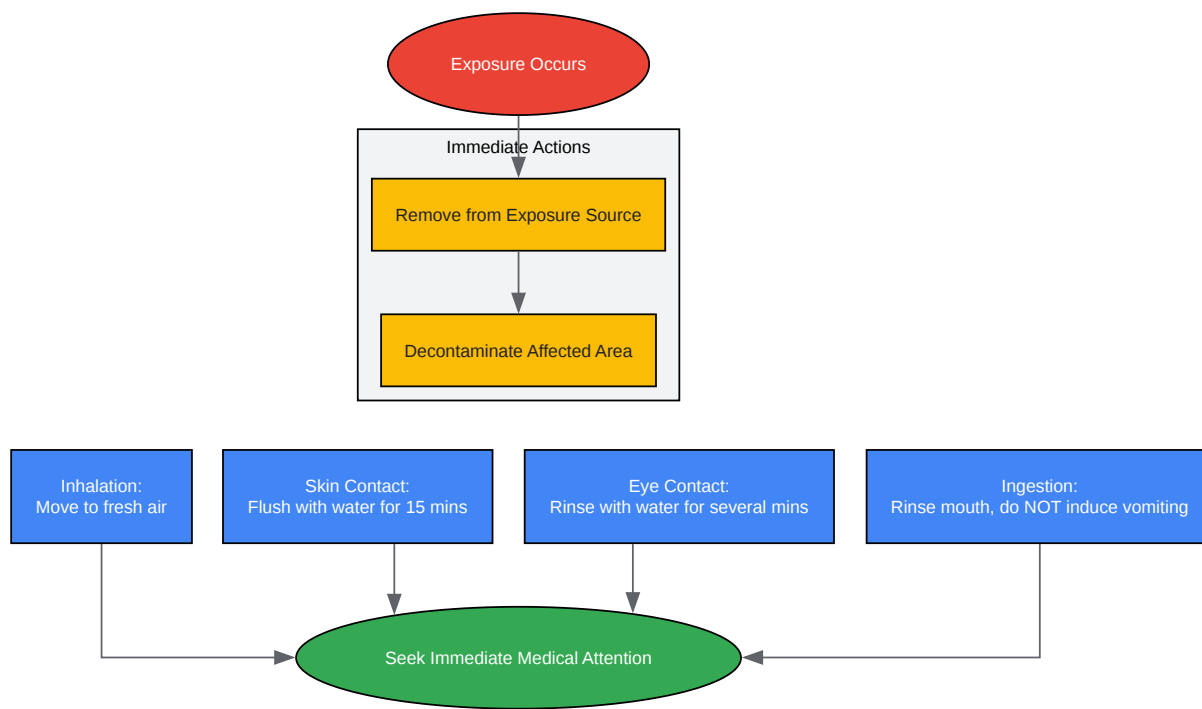 Exposure Occurs
Immediate Actions
Remove from Exposure Source
Decontaminate Affected Area
Inhalation:
Move to fresh air
Skin Contact:
Flush with water for 15 mins
Eye Contact:
Rinse with water for several mins
Ingestion:
Rinse mouth, do NOT induce vomiting
Seek Immediate Medical Attention